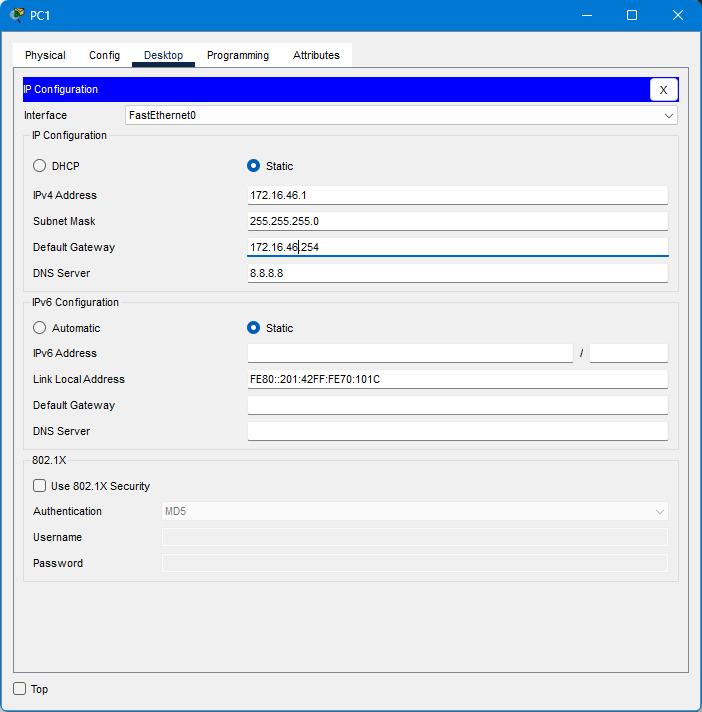 PC1
Physical Config Desktop Programming Attributes
IP Configuration X
Interface FastEthernet0
IP Configuration
DHCP Static
IPv4 Address 172.16.46.1
Subnet Mask 255.255.255.0
Default Gateway 172.16.46.254
DNS Server 8.8.8.8
IPv6 Configuration
Automatic Static
IPv6 Address /
Link Local Address FE80::201:42FF:FE70:101C
Default Gateway
DNS Server
802.1X
Use 802.1X Security
Authentication MD5
Username
Password
Top